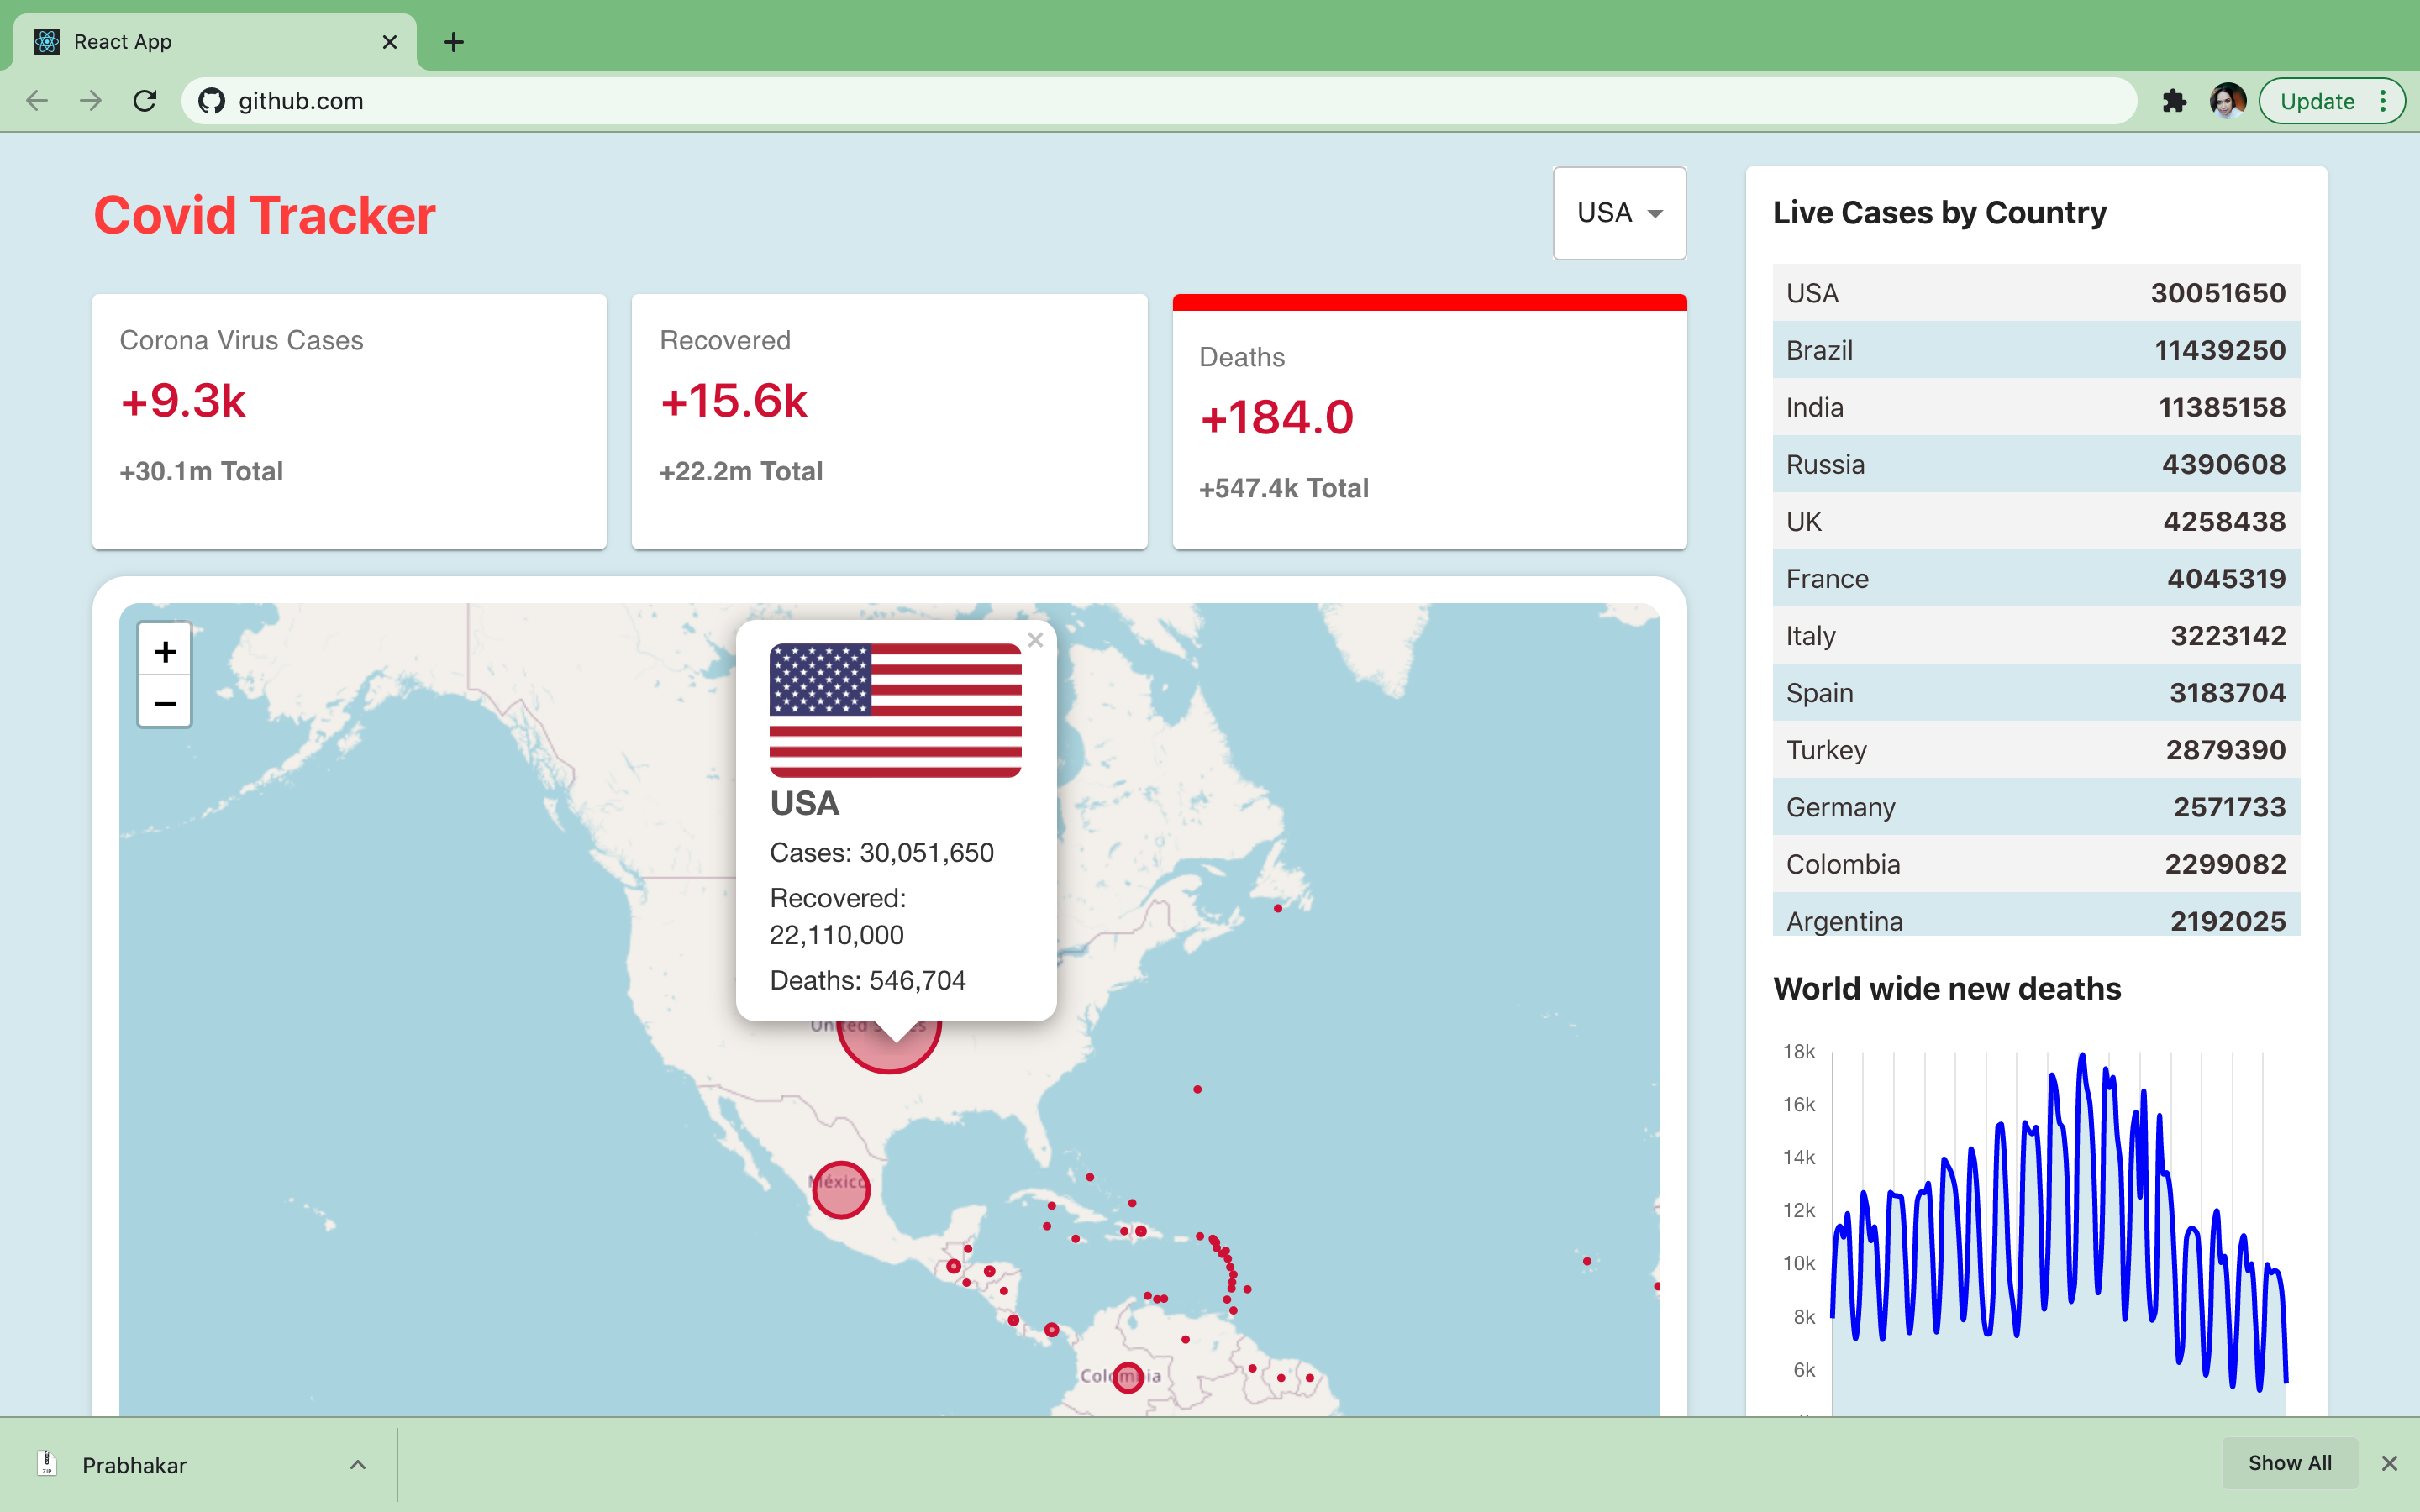 React App
github.com
Update
Covid Tracker
USA
Corona Virus Cases
+9.3k
+30.1m Total
Recovered
+15.6k
+22.2m Total
Deaths
+184.0
+547.4k Total
+
−
USA
Cases: 30,051,650
Recovered:
22,110,000
Deaths: 546,704
México
Colombia
Live Cases by Country
USA 30051650
Brazil 11439250
India 11385158
Russia 4390608
UK 4258438
France 4045319
Italy 3223142
Spain 3183704
Turkey 2879390
Germany 2571733
Colombia 2299082
Argentina 2192025
World wide new deaths
18k
16k
14k
12k
10k
8k
6k
ZIP
Prabhakar
Show All